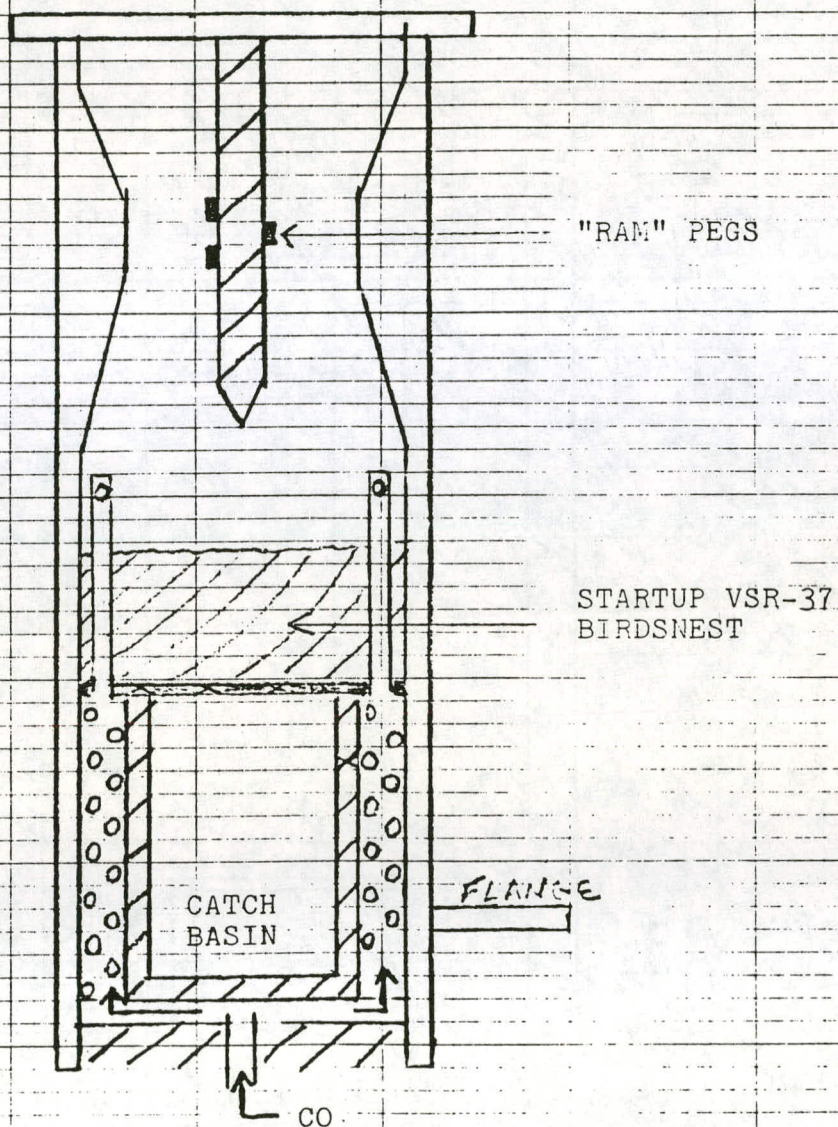 "RAM" PEGS
STARTUP VSR-37
BIRDSNEST
CATCH
BASIN
FLANGE
CO